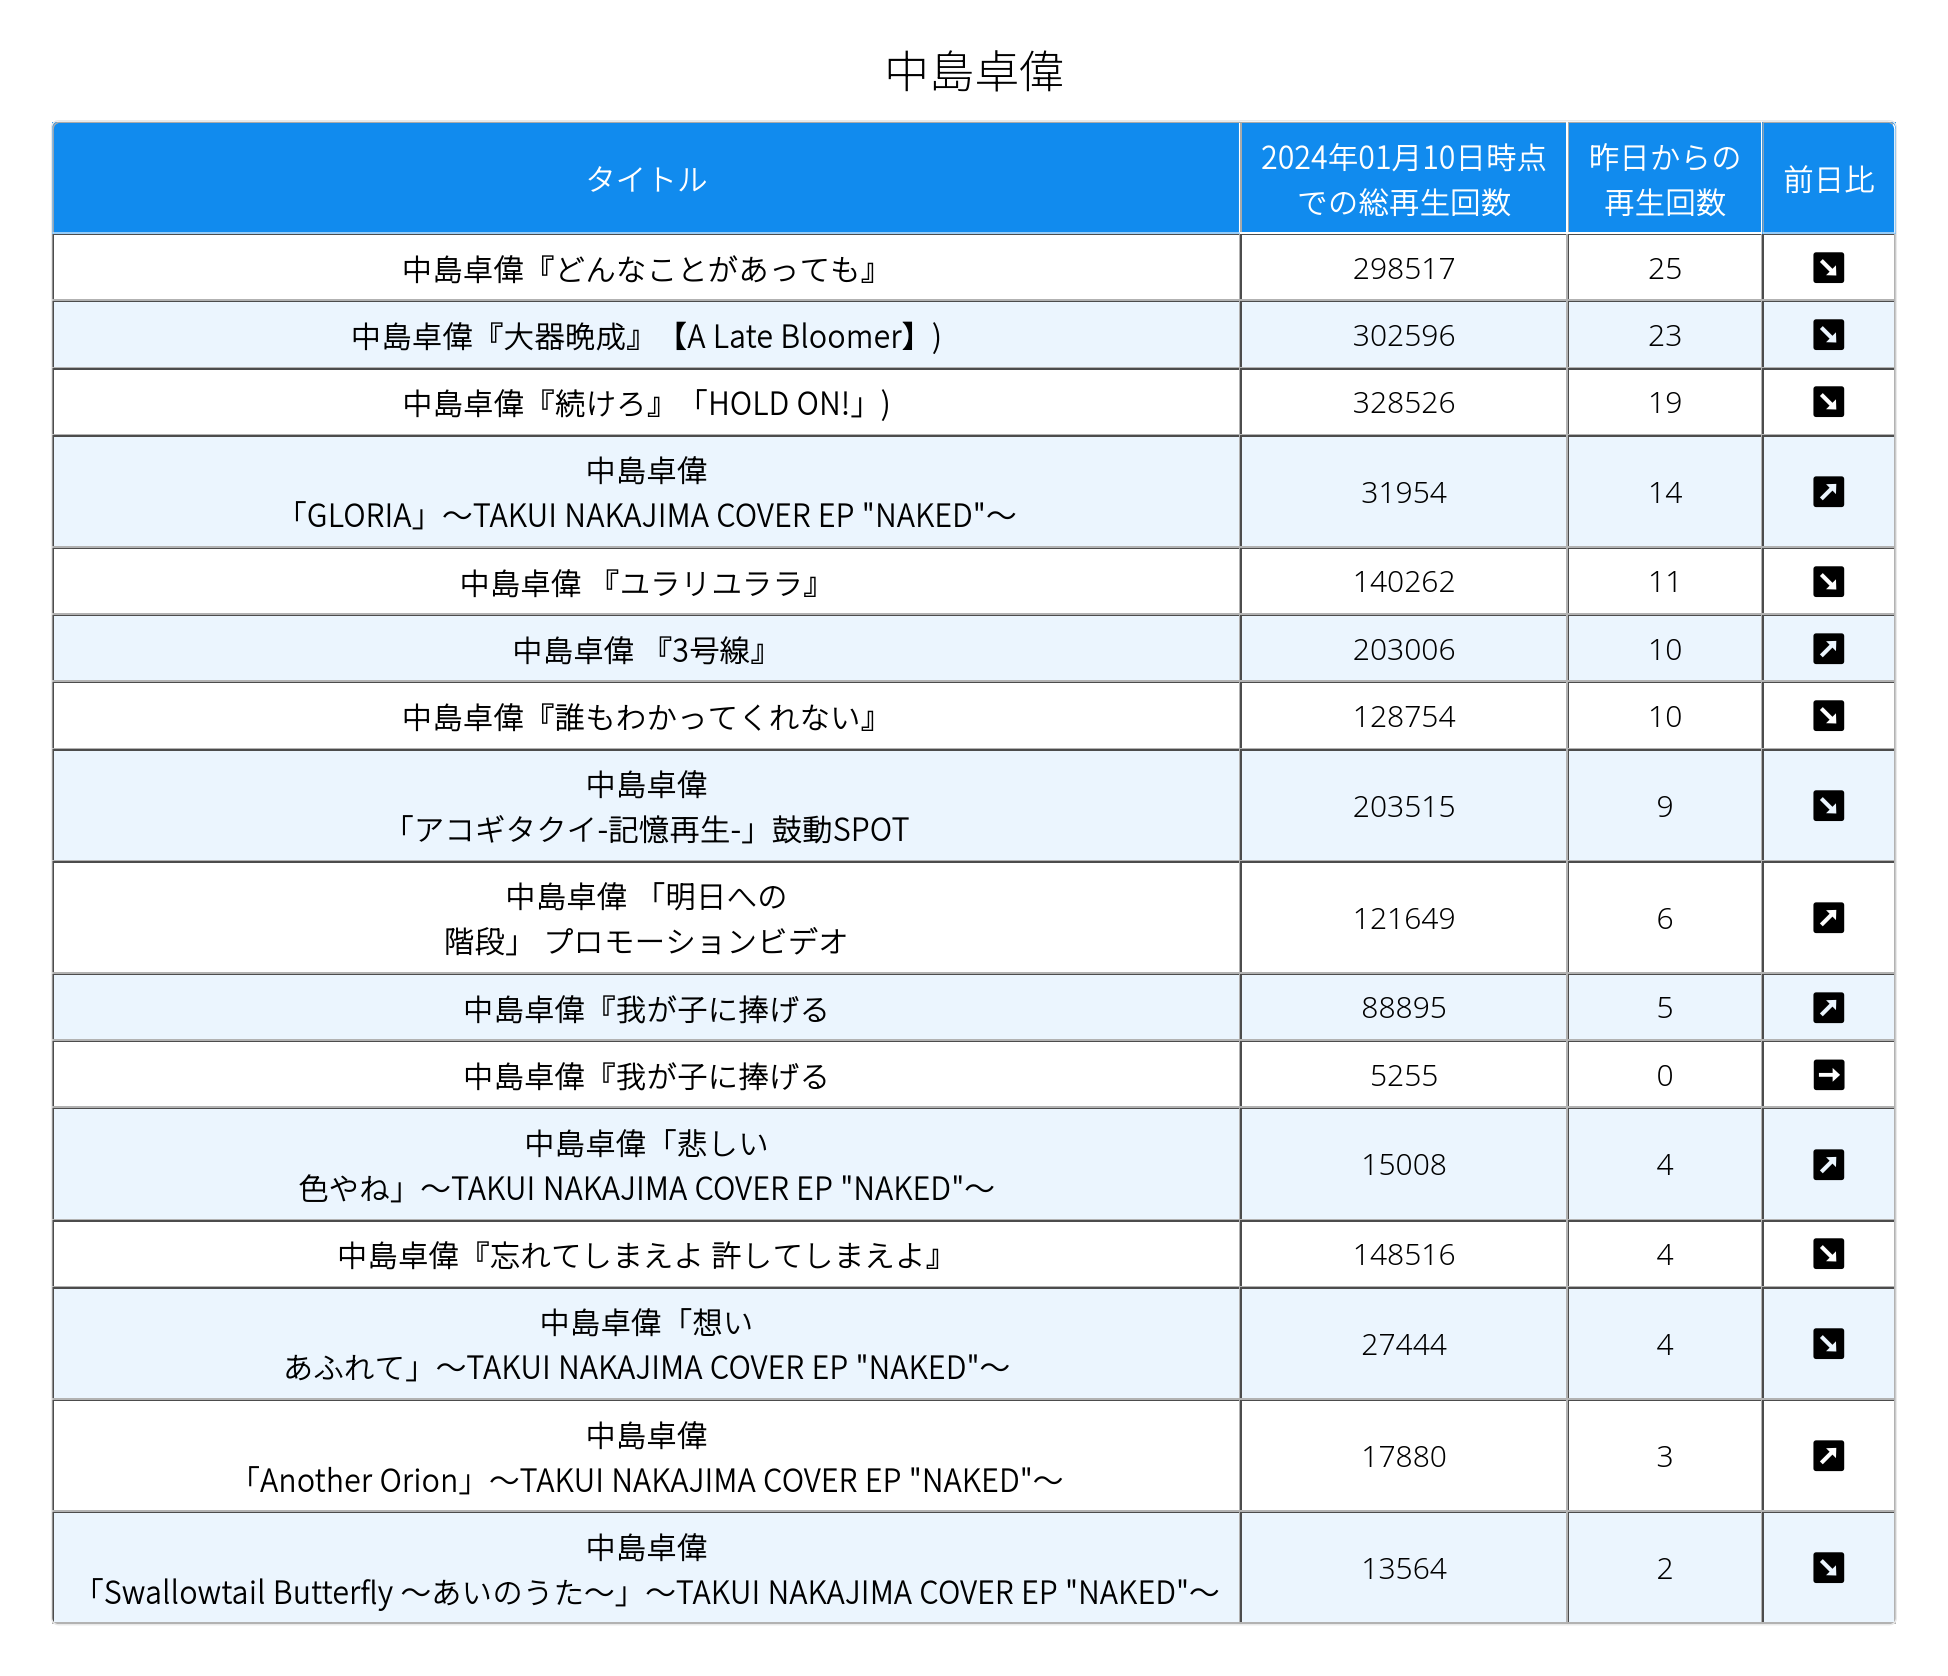 中島卓偉
タイトル
2024年01月10日時点
での総再生回数
昨日からの
再生回数
前日比
中島卓偉『どんなことがあっても』
298517
25
中島卓偉『大器晩成』【A Late Bloomer】)
302596
23
中島卓偉『続けろ』「HOLD ON!」)
328526
19
中島卓偉
「GLORIA」～TAKUI NAKAJIMA COVER EP "NAKED"～
31954
14
中島卓偉 『ユラリユララ』
140262
11
中島卓偉 『3号線』
203006
10
中島卓偉『誰もわかってくれない』
128754
10
中島卓偉
「アコギタクイ-記憶再生-」鼓動SPOT
203515
9
中島卓偉 「明日への
階段」 プロモーションビデオ
121649
6
中島卓偉『我が子に捧げる
88895
5
中島卓偉『我が子に捧げる
5255
0
中島卓偉「悲しい
色やね」～TAKUI NAKAJIMA COVER EP "NAKED"～
15008
4
中島卓偉『忘れてしまえよ 許してしまえよ』
148516
4
中島卓偉「想い
あふれて」～TAKUI NAKAJIMA COVER EP "NAKED"～
27444
4
中島卓偉
「Another Orion」～TAKUI NAKAJIMA COVER EP "NAKED"～
17880
3
中島卓偉
「Swallowtail Butterfly ～あいのうた～」～TAKUI NAKAJIMA COVER EP "NAKED"～
13564
2